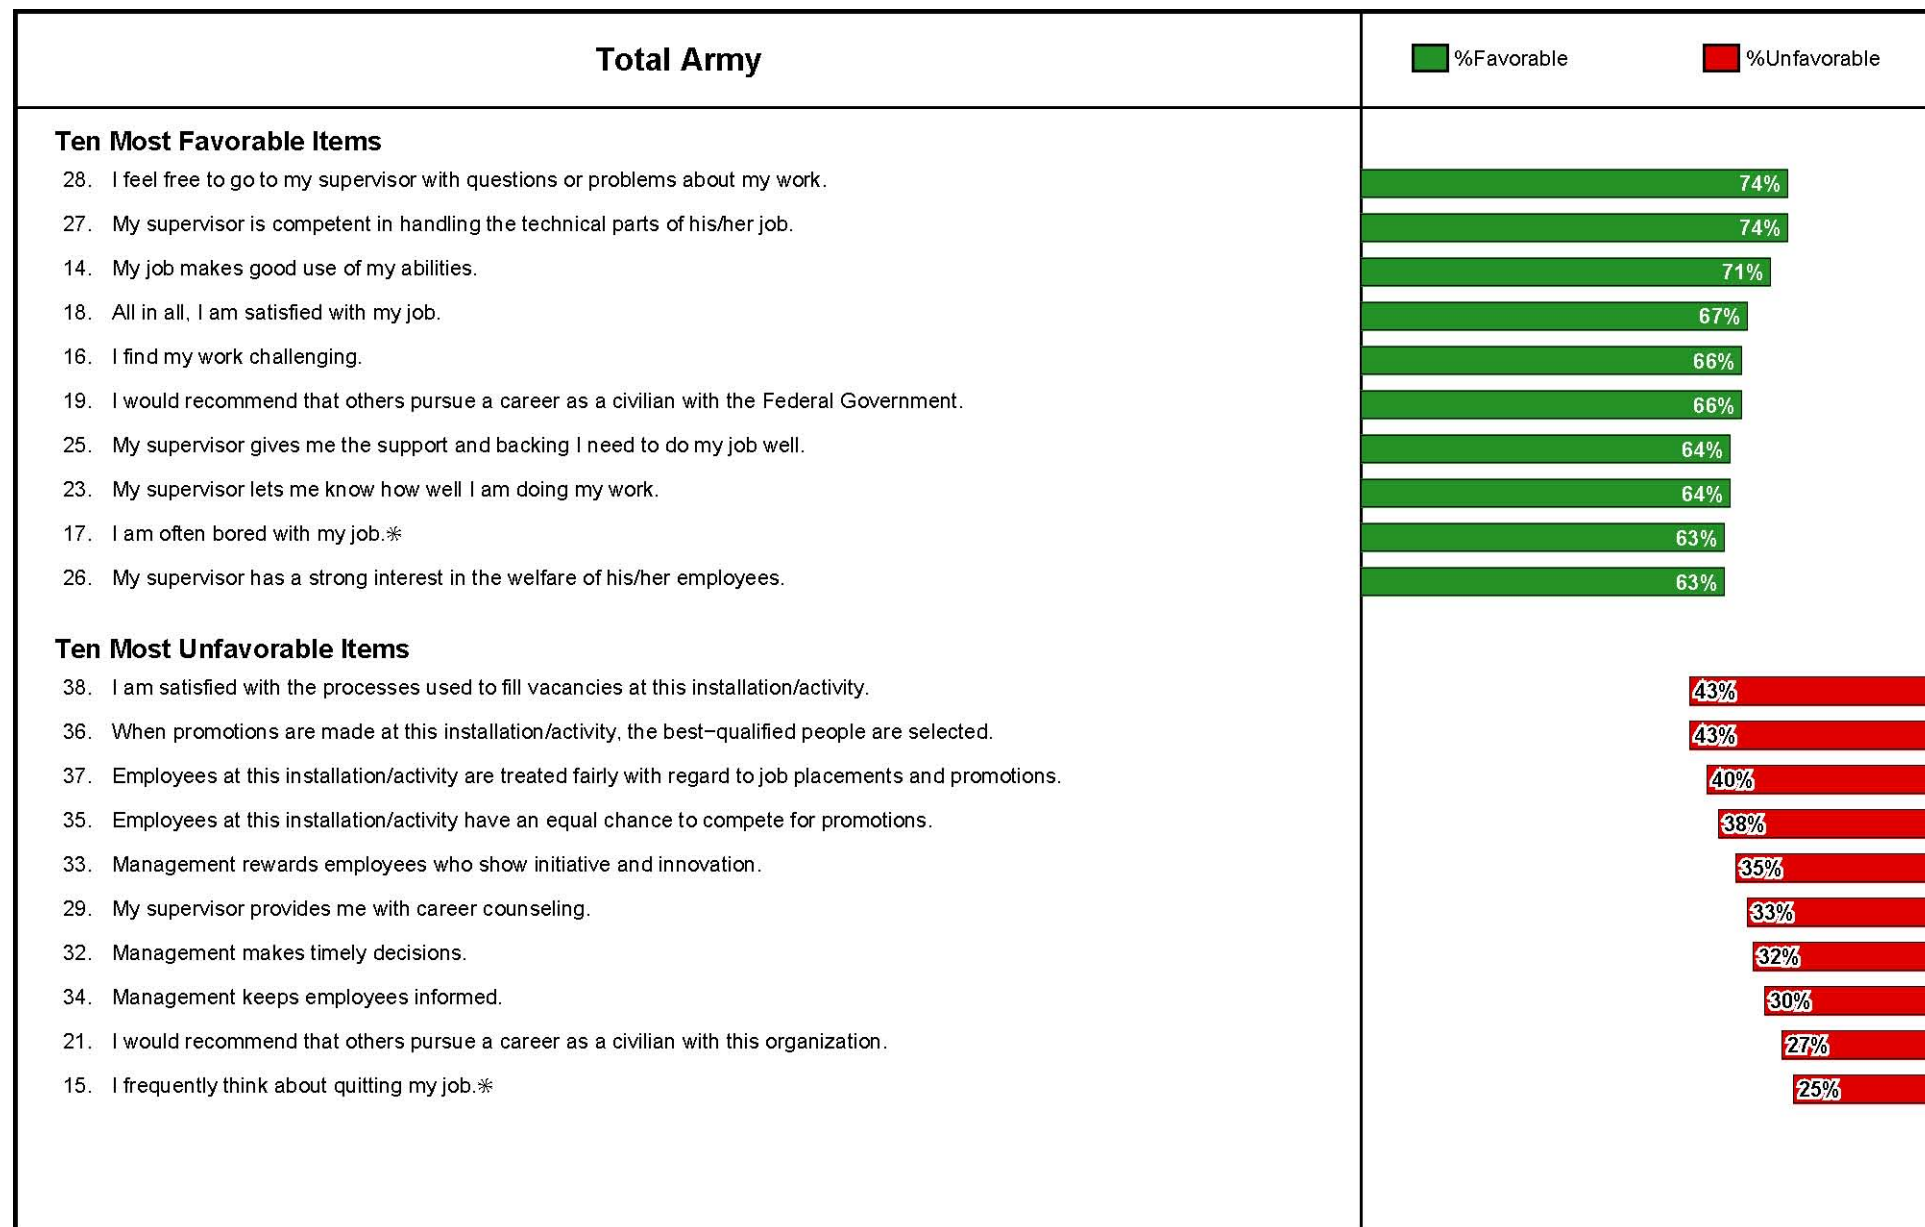 Total Army
%Favorable
%Unfavorable
Ten Most Favorable Items
28. I feel free to go to my supervisor with questions or problems about my work. 74%
27. My supervisor is competent in handling the technical parts of his/her job. 74%
14. My job makes good use of my abilities. 71%
18. All in all, I am satisfied with my job. 67%
16. I find my work challenging. 66%
19. I would recommend that others pursue a career as a civilian with the Federal Government. 66%
25. My supervisor gives me the support and backing I need to do my job well. 64%
23. My supervisor lets me know how well I am doing my work. 64%
17. I am often bored with my job.* 63%
26. My supervisor has a strong interest in the welfare of his/her employees. 63%
Ten Most Unfavorable Items
38. I am satisfied with the processes used to fill vacancies at this installation/activity. 43%
36. When promotions are made at this installation/activity, the best-qualified people are selected. 43%
37. Employees at this installation/activity are treated fairly with regard to job placements and promotions. 40%
35. Employees at this installation/activity have an equal chance to compete for promotions. 38%
33. Management rewards employees who show initiative and innovation. 35%
29. My supervisor provides me with career counseling. 33%
32. Management makes timely decisions. 32%
34. Management keeps employees informed. 30%
21. I would recommend that others pursue a career as a civilian with this organization. 27%
15. I frequently think about quitting my job.* 25%